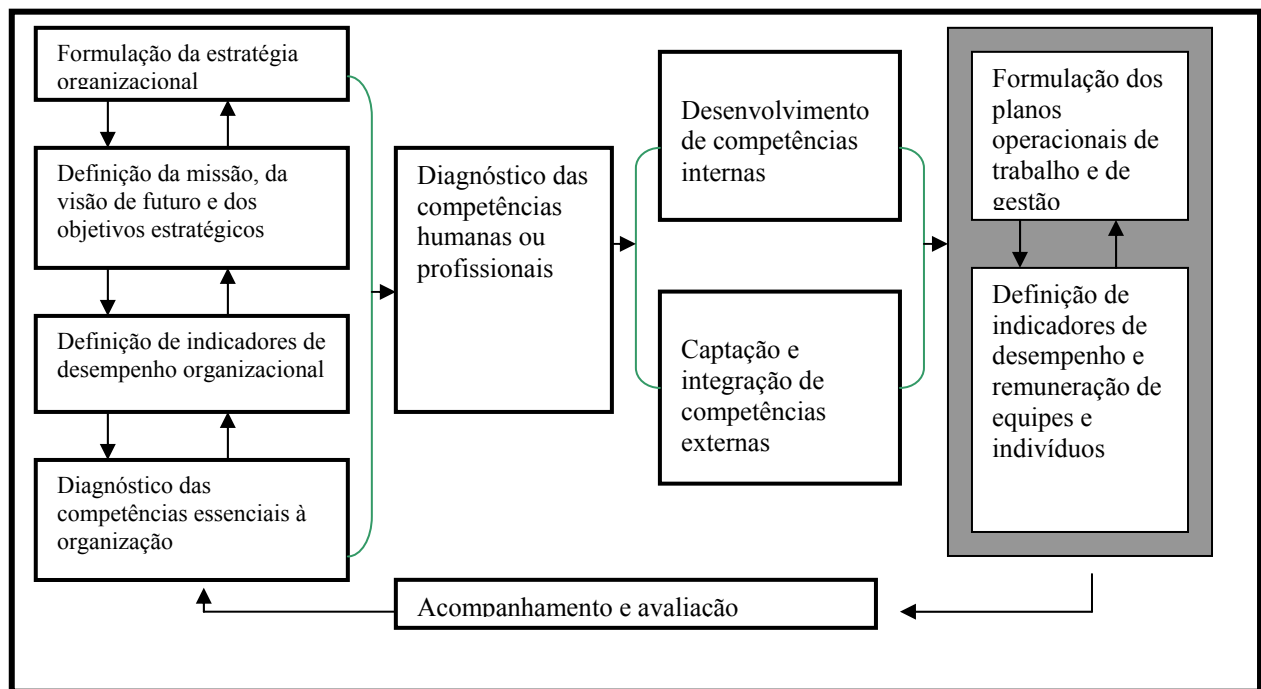 Formulação da estratégia
organizacional
Definição da missão, da
visão de futuro e dos
objetivos estratégicos
Definição de indicadores de
desempenho organizacional
Diagnóstico das
competências essenciais à
organização
Diagnóstico das
competências
humanas ou
profissionais
Desenvolvimento
de competências
internas
Captação e
integração de
competências
externas
Formulação dos
planos
operacionais de
trabalho e de
gestão
Definição de
indicadores de
desempenho e
remuneração de
equipes e
indivíduos
Acompanhamento e avaliação